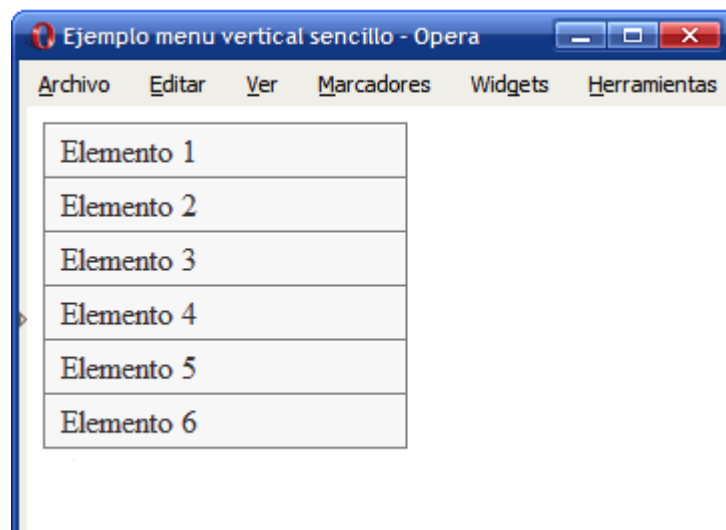 Ejemplo menu vertical sencillo - Opera
Archivo Editar Ver Marcadores Widgets Herramientas
Elemento 1
Elemento 2
Elemento 3
Elemento 4
Elemento 5
Elemento 6